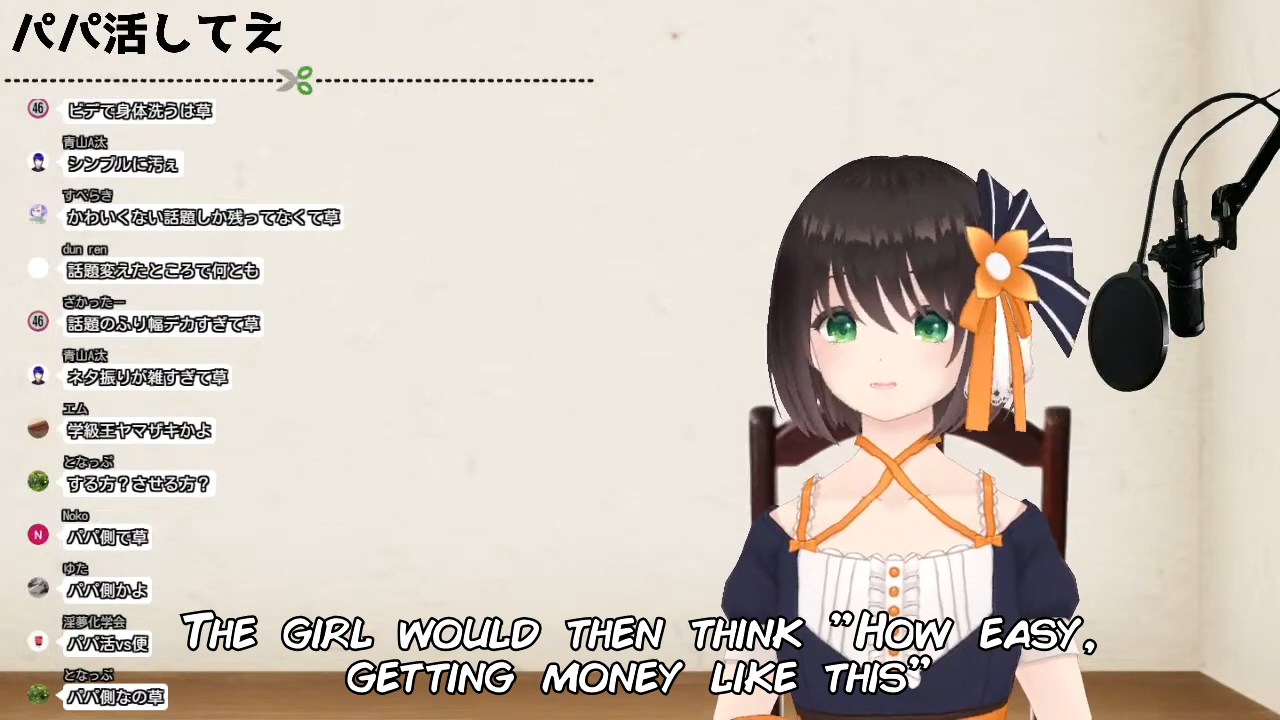 パパ活してえ
46
ビデで身体洗うは草
青山A汰
シンプルに汚ぇ
すべらき
かわいくない話題しか残ってなくて草
dun ren
話題変えたところで何とも
ざかったー
46
話題のふり幅デカすぎて草
青山A汰
ネタ振りが雑すぎて草
エム
学級王ヤマザキかよ
となっぷ
する方？させる方？
Noko
N
パパ側で草
ゆた
パパ側かよ
淫夢化学会
パパ活vs便
となっぷ
パパ側なの草
THE GIRL WOULD THEN THINK "HOW EASY,
GETTING MONEY LIKE THIS"